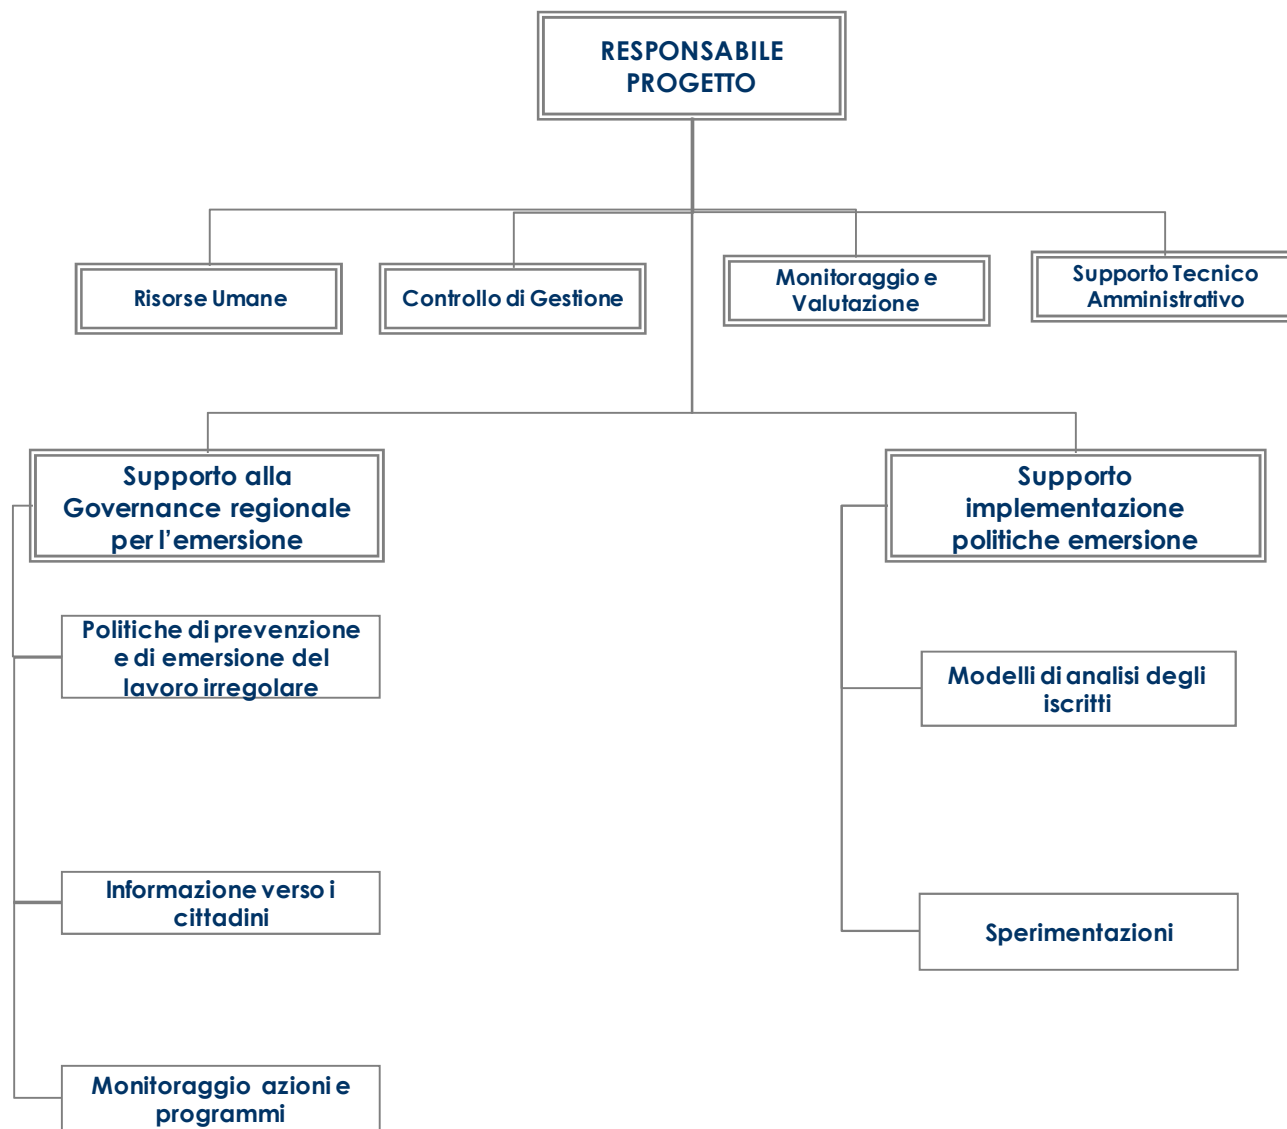 RESPONSABILE
PROGETTO
Risorse Umane
Controllo di Gestione
Monitoraggio e
Valutazione
Supporto Tecnico
Amministrativo
Supporto alla
Governance regionale
per l’emersione
Supporto
implementazione
politiche emersione
Politiche di prevenzione
e di emersione del
lavoro irregolare
Modelli di analisi degli
iscritti
Informazione verso i
cittadini
Sperimentazioni
Monitoraggio azioni e
programmi